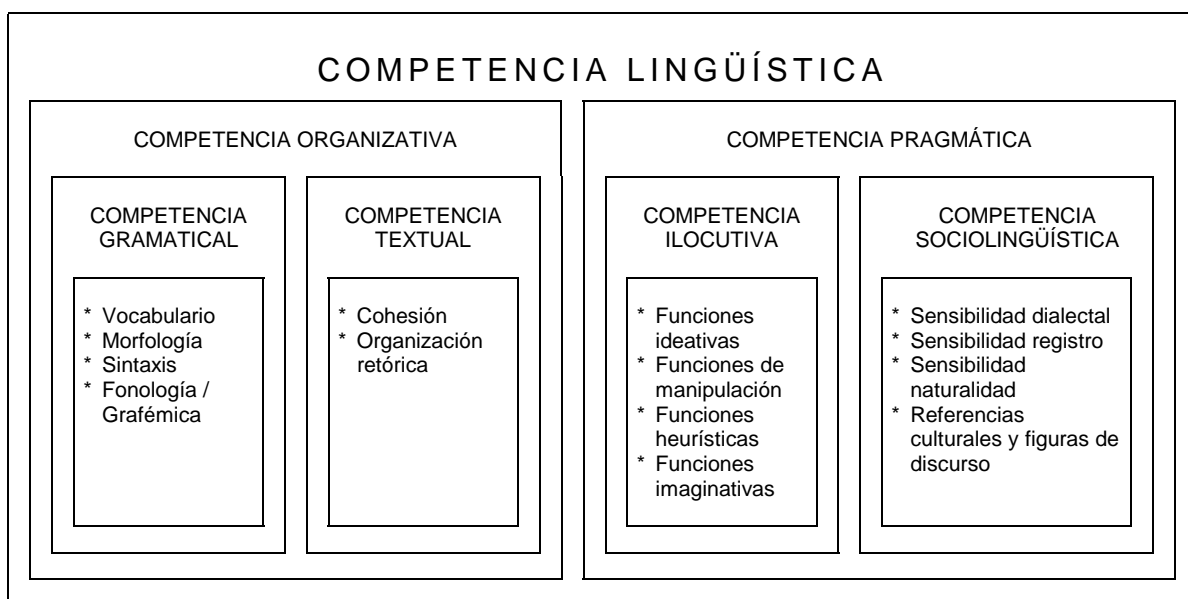 COMPETENCIA LINGÜÍSTICA
COMPETENCIA ORGANIZATIVA
COMPETENCIA
GRAMATICAL
* Vocabulario
* Morfología
* Sintaxis
* Fonología /
Grafémica
COMPETENCIA
TEXTUAL
* Cohesión
* Organización
retórica
COMPETENCIA PRAGMÁTICA
COMPETENCIA
ILOCUTIVA
* Funciones
ideativas
* Funciones de
manipulación
* Funciones
heurísticas
* Funciones
imaginativas
COMPETENCIA
SOCIOLINGÜÍSTICA
* Sensibilidad dialectal
* Sensibilidad registro
* Sensibilidad
naturalidad
* Referencias
culturales y figuras de
discurso